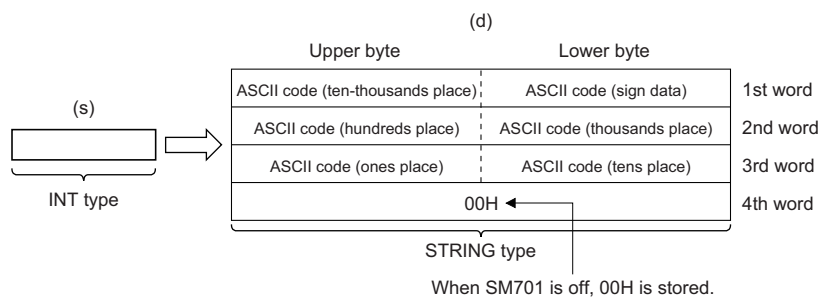 (d)
Upper byte Lower byte
ASCII code (ten-thousands place) ASCII code (sign data) 1st word
(s)
ASCII code (hundreds place) ASCII code (thousands place) 2nd word
ASCII code (ones place) ASCII code (tens place) 3rd word
INT type
00H 4th word
STRING type
When SM701 is off, 00H is stored.